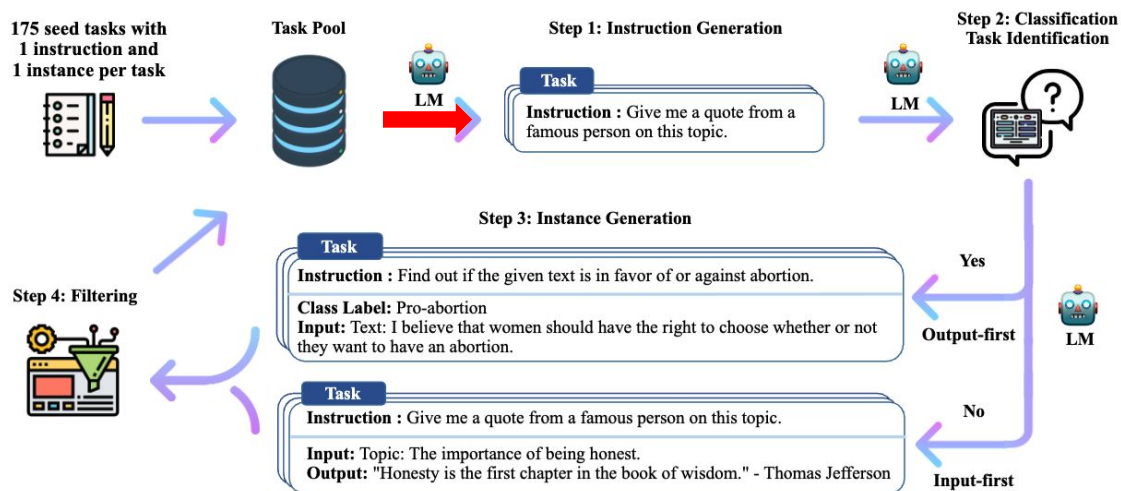 175 seed tasks with
1 instruction and
1 instance per task
Task Pool
LM
Step 1: Instruction Generation
Task
Instruction : Give me a quote from a
famous person on this topic.
LM
Step 2: Classification
Task Identification
Step 3: Instance Generation
Task
Instruction : Find out if the given text is in favor of or against abortion.
Class Label: Pro-abortion
Input: Text: I believe that women should have the right to choose whether or not
they want to have an abortion.
Yes
Output-first
LM
Step 4: Filtering
Task
Instruction : Give me a quote from a famous person on this topic.
Input: Topic: The importance of being honest.
Output: "Honesty is the first chapter in the book of wisdom." - Thomas Jefferson
No
Input-first